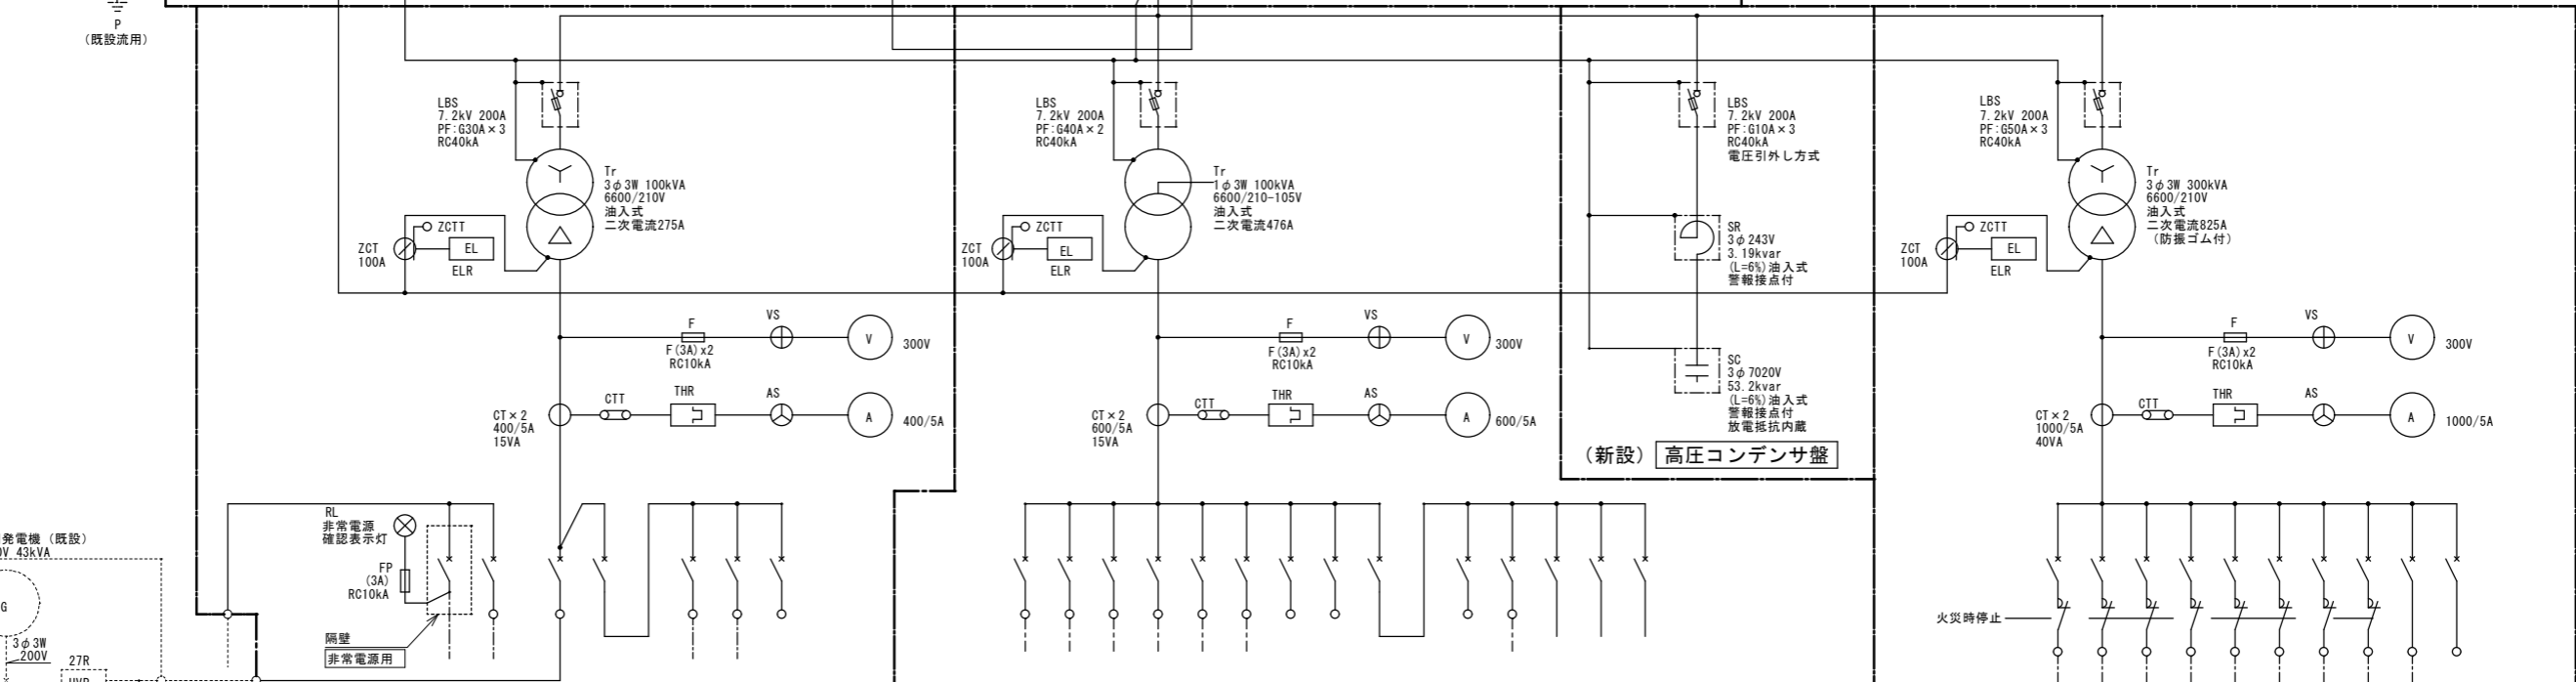 P
(既設流用)
LBS
7.2kV 200A
PF:G30A×3
RC40kA
Tr
3φ3W 100kVA
6600/210V
油入式
二次電流275A
ZCTT
ZCT
100A
EL
ELR
F
F(3A)x2
RC10kA
VS
V
300V
CT×2
400/5A
15VA
CTT
THR
AS
A
400/5A
RL
非常電源
確認表示灯
FP
(3A)
RC10kA
隔壁
非常電源用
発電機(既設)
V 43kVA
G
3φ3W
200V
27R
LBS
7.2kV 200A
PF:G40A×2
RC40kA
Tr
1φ3W 100kVA
6600/210-105V
油入式
二次電流476A
ZCTT
ZCT
100A
EL
ELR
F
F(3A)x2
RC10kA
VS
V
300V
CT×2
600/5A
15VA
CTT
THR
AS
A
600/5A
LBS
7.2kV 200A
PF:G10A×3
RC40kA
電圧引外し方式
SR
3φ243V
3.19kvar
(L=6%)油入式
警報接点付
SC
3φ7020V
53.2kvar
(L=6%)油入式
警報接点付
放電抵抗内蔵
(新設) 高圧コンデンサ盤
LBS
7.2kV 200A
PF:G50A×3
RC40kA
Tr
3φ3W 300kVA
6600/210V
油入式
二次電流825A
(防振ゴム付)
ZCTT
ZCT
100A
EL
ELR
F
F(3A)x2
RC10kA
VS
V
300V
CT×2
1000/5A
40VA
CTT
THR
AS
A
1000/5A
火災時停止